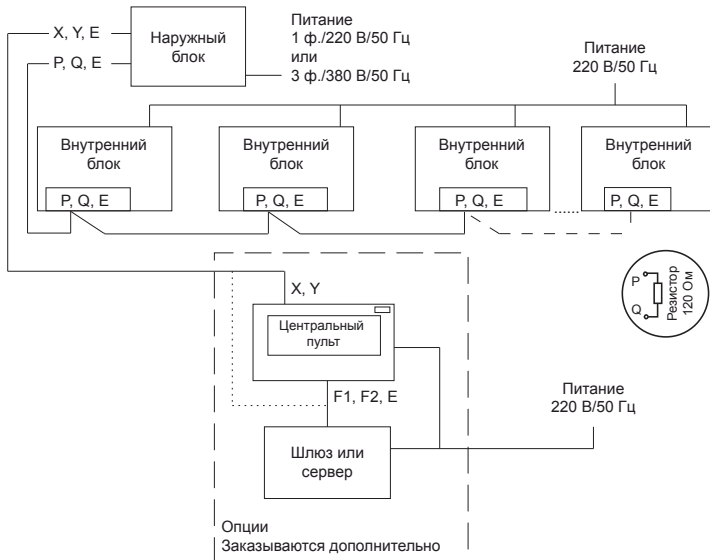 X, Y, E
P, Q, E
Наружный
блок
Питание
1 ф./220 В/50 Гц
или
3 ф./380 В/50 Гц
Питание
220 В/50 Гц
Внутренний
блок
P, Q, E
Внутренний
блок
P, Q, E
Внутренний
блок
P, Q, E
Внутренний
блок
P, Q, E
P
Q
Резистор
120 Ом
X, Y
Центральный
пульт
F1, F2, E
Питание
220 В/50 Гц
Шлюз или
сервер
Опции
Заказываются дополнительно